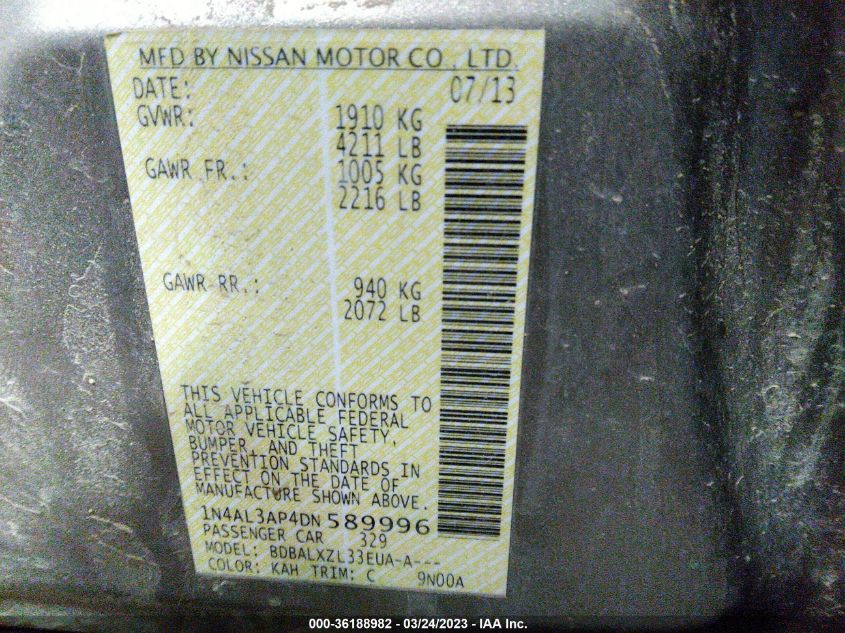 MFD BY NISSAN MOTOR CO., LTD.
DATE: 07/13
GVWR: 1910 KG
4211 LB
GAWR FR.: 1005 KG
2216 LB
GAWR RR.: 940 KG
2072 LB
THIS VEHICLE CONFORMS TO
ALL APPLICABLE FEDERAL
MOTOR VEHICLE SAFETY,
BUMPER, AND THEFT
PREVENTION STANDARDS IN
EFFECT ON THE DATE OF
MANUFACTURE SHOWN ABOVE.
1N4AL3AP4DN 589996
PASSENGER CAR 329
MODEL: BDBALXZL33EUA-A---
COLOR: KAH TRIM: C 9N00A
000-36188982 - 03/24/2023 - IAA Inc.